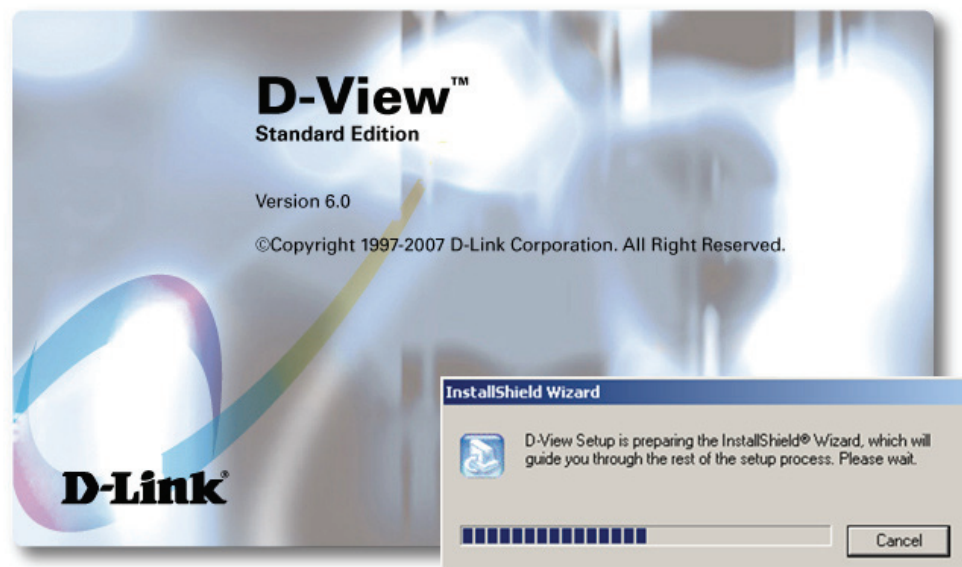 D-View™
Standard Edition
Version 6.0
©Copyright 1997-2007 D-Link Corporation. All Right Reserved.
D-Link®
InstallShield Wizard
D-View Setup is preparing the InstallShield® Wizard, which will
guide you through the rest of the setup process. Please wait.
Cancel